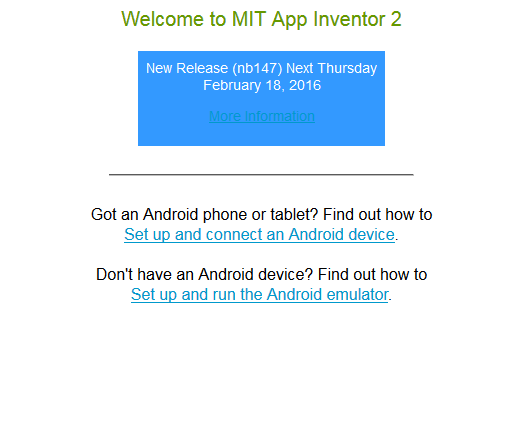 Welcome to MIT App Inventor 2
New Release (nb147) Next Thursday
February 18, 2016
More Information
Got an Android phone or tablet? Find out how to
Set up and connect an Android device.
Don't have an Android device? Find out how to
Set up and run the Android emulator.